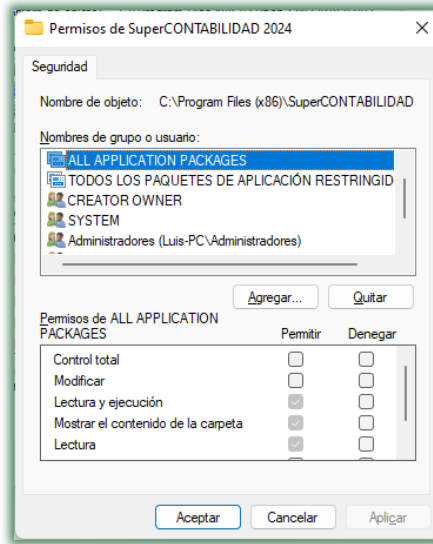 Permisos de SuperCONTABILIDAD 2024
Seguridad
Nombre de objeto: C:\Program Files (x86)\SuperCONTABILIDAD
Nombres de grupo o usuario:
ALL APPLICATION PACKAGES
TODOS LOS PAQUETES DE APLICACIÓN RESTRINGID
CREATOR OWNER
SYSTEM
Administradores (Luis-PC\Administradores)
Agregar... Quitar
Permisos de ALL APPLICATION
PACKAGES Permitir Denegar
Control total
Modificar
Lectura y ejecución
Mostrar el contenido de la carpeta
Lectura
Aceptar Cancelar Aplicar